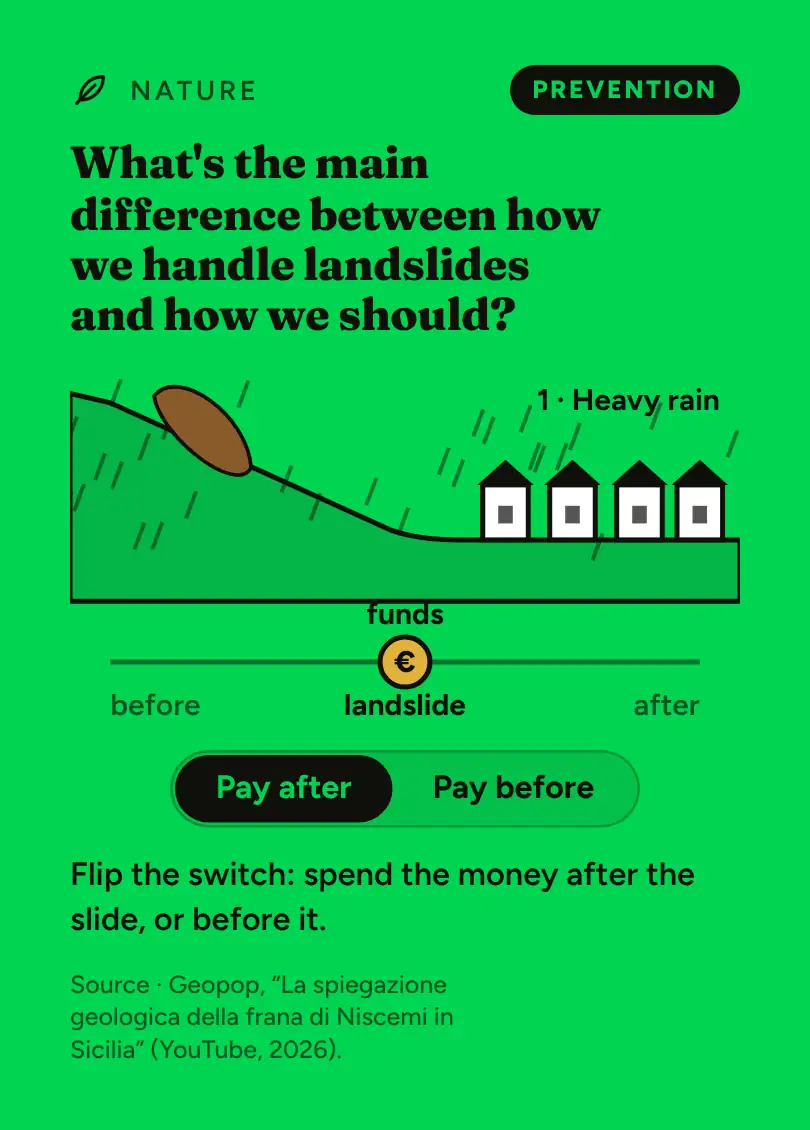 NATURE
PREVENTION
What's the main
difference between how
we handle landslides
and how we should?
1 · Heavy rain
funds
€
before
landslide
after
Pay after
Pay before
Flip the switch: spend the money after the
slide, or before it.
Source · Geopop, “La spiegazione
geologica della frana di Niscemi in
Sicilia” (YouTube, 2026).